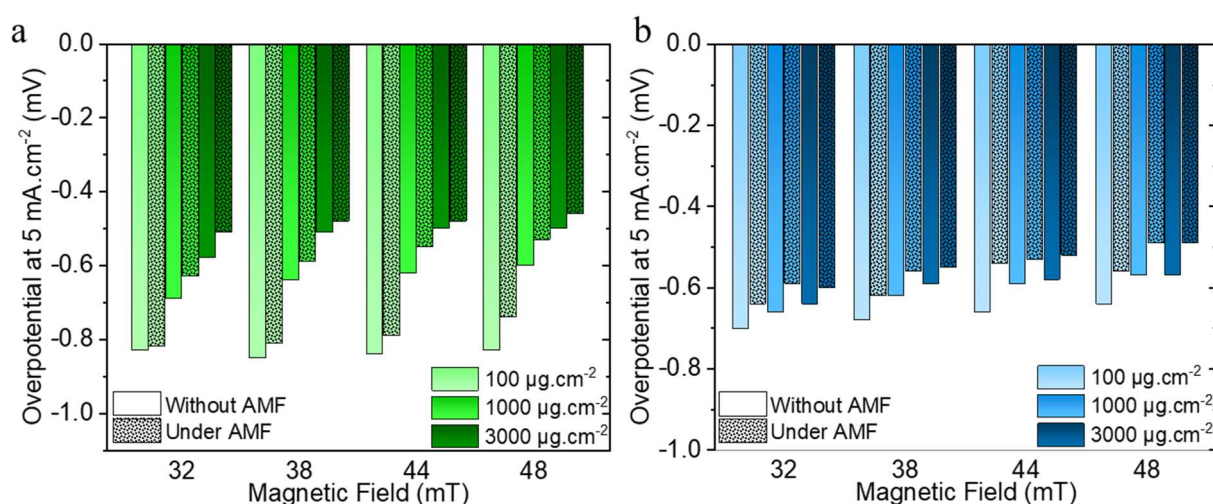 a
Overpotential at 5 mA.cm⁻² (mV)
0.0
-0.2
-0.4
-0.6
-0.8
-1.0
Without AMF
Under AMF
100 µg.cm⁻²
1000 µg.cm⁻²
3000 µg.cm⁻²
32 38 44 48
Magnetic Field (mT)
b
Overpotential at 5 mA.cm⁻² (mV)
0.0
-0.2
-0.4
-0.6
-0.8
-1.0
Without AMF
Under AMF
100 µg.cm⁻²
1000 µg.cm⁻²
3000 µg.cm⁻²
32 38 44 48
Magnetic Field (mT)